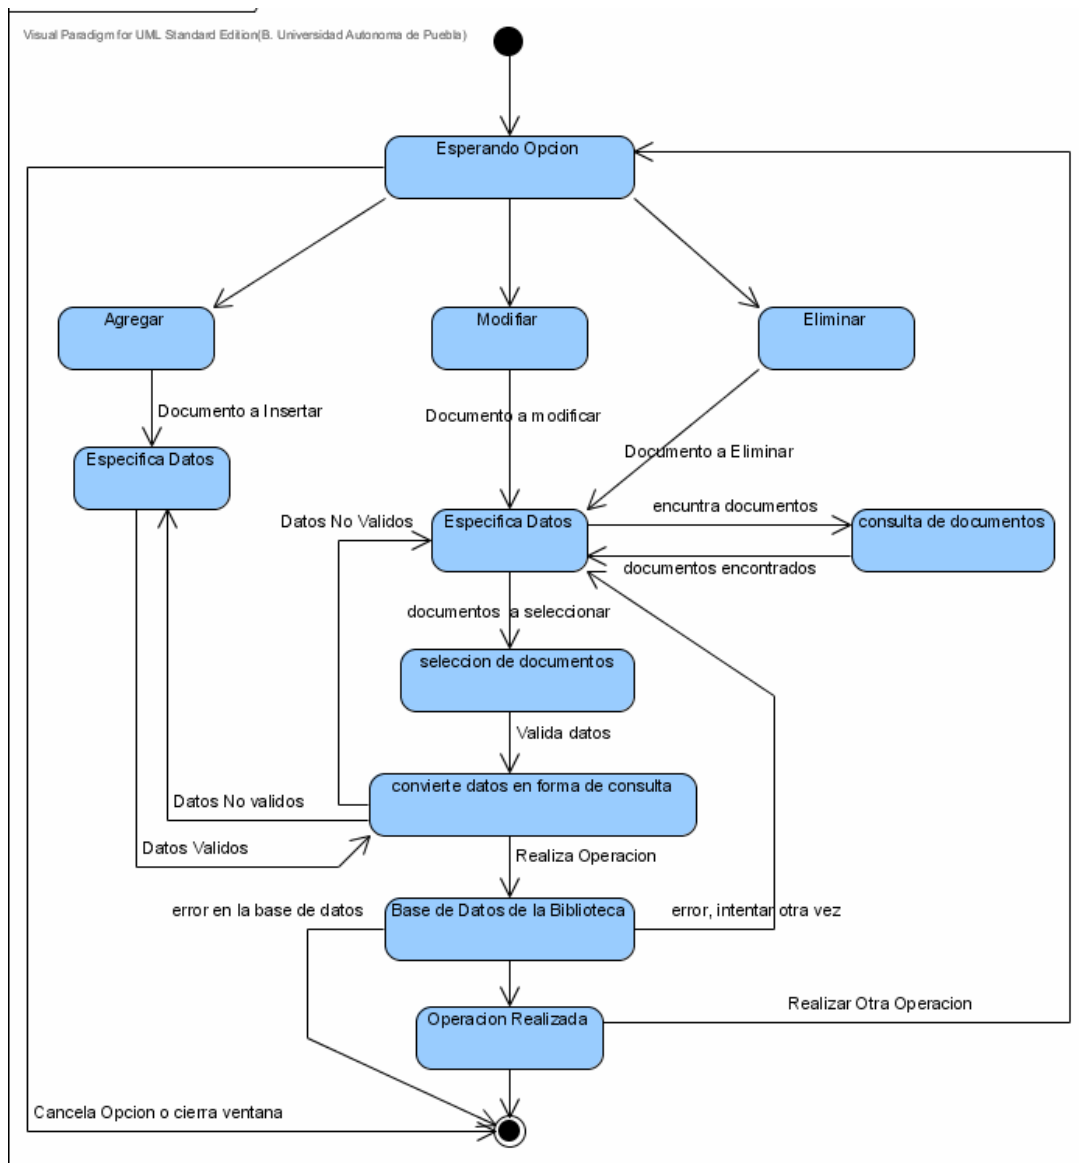 Visual Paradigm for UML Standard Edition(B. Universidad Autonoma de Puebla)
Esperando Opcion
Agregar
Modifiar
Eliminar
Documento a Insertar
Documento a modificar
Documento a Eliminar
Especifica Datos
Datos No Validos
Especifica Datos
encuntra documentos
consulta de documentos
documentos encontrados
documentos a seleccionar
seleccion de documentos
Valida datos
convierte datos en forma de consulta
Datos No validos
Datos Validos
Realiza Operacion
error en la base de datos
Base de Datos de la Biblioteca
error, intentar otra vez
Realizar Otra Operacion
Operacion Realizada
Cancela Opcion o cierra ventana